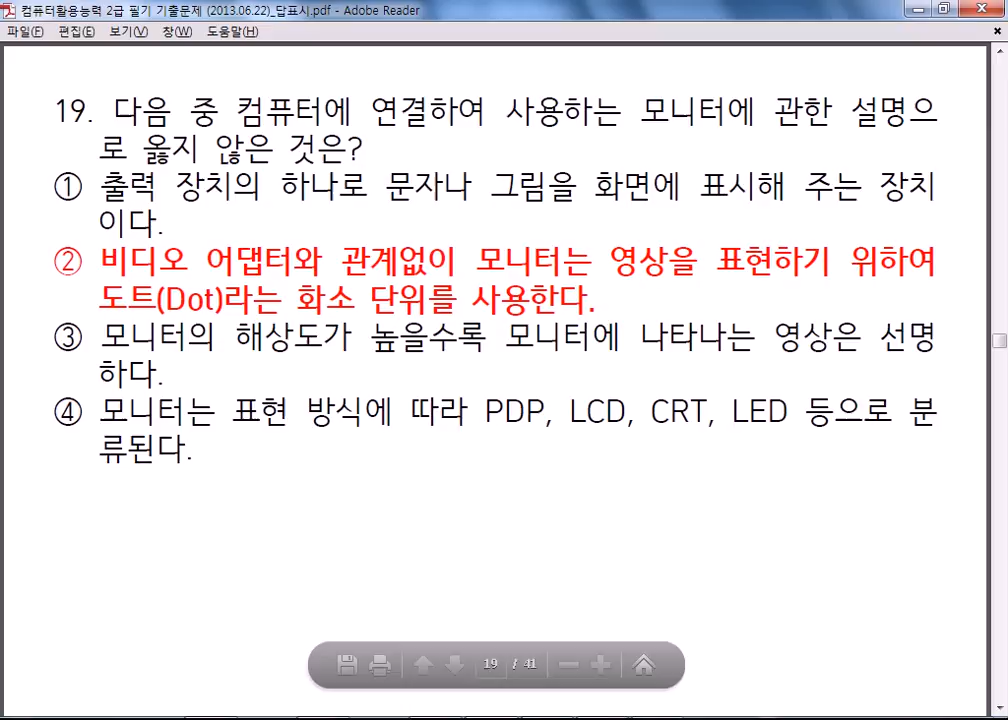 컴퓨터활용능력 2급 필기 기출문제 (2013.06.22)_답표시.pdf - Adobe Reader
파일(F) 편집(E) 보기(V) 창(W) 도움말(H)
19. 다음 중 컴퓨터에 연결하여 사용하는 모니터에 관한 설명으
로 옳지 않은 것은?
① 출력 장치의 하나로 문자나 그림을 화면에 표시해 주는 장치
이다.
② 비디오 어댑터와 관계없이 모니터는 영상을 표현하기 위하여
도트(Dot)라는 화소 단위를 사용한다.
③ 모니터의 해상도가 높을수록 모니터에 나타나는 영상은 선명
하다.
④ 모니터는 표현 방식에 따라 PDP, LCD, CRT, LED 등으로 분
류된다.
19 / 41